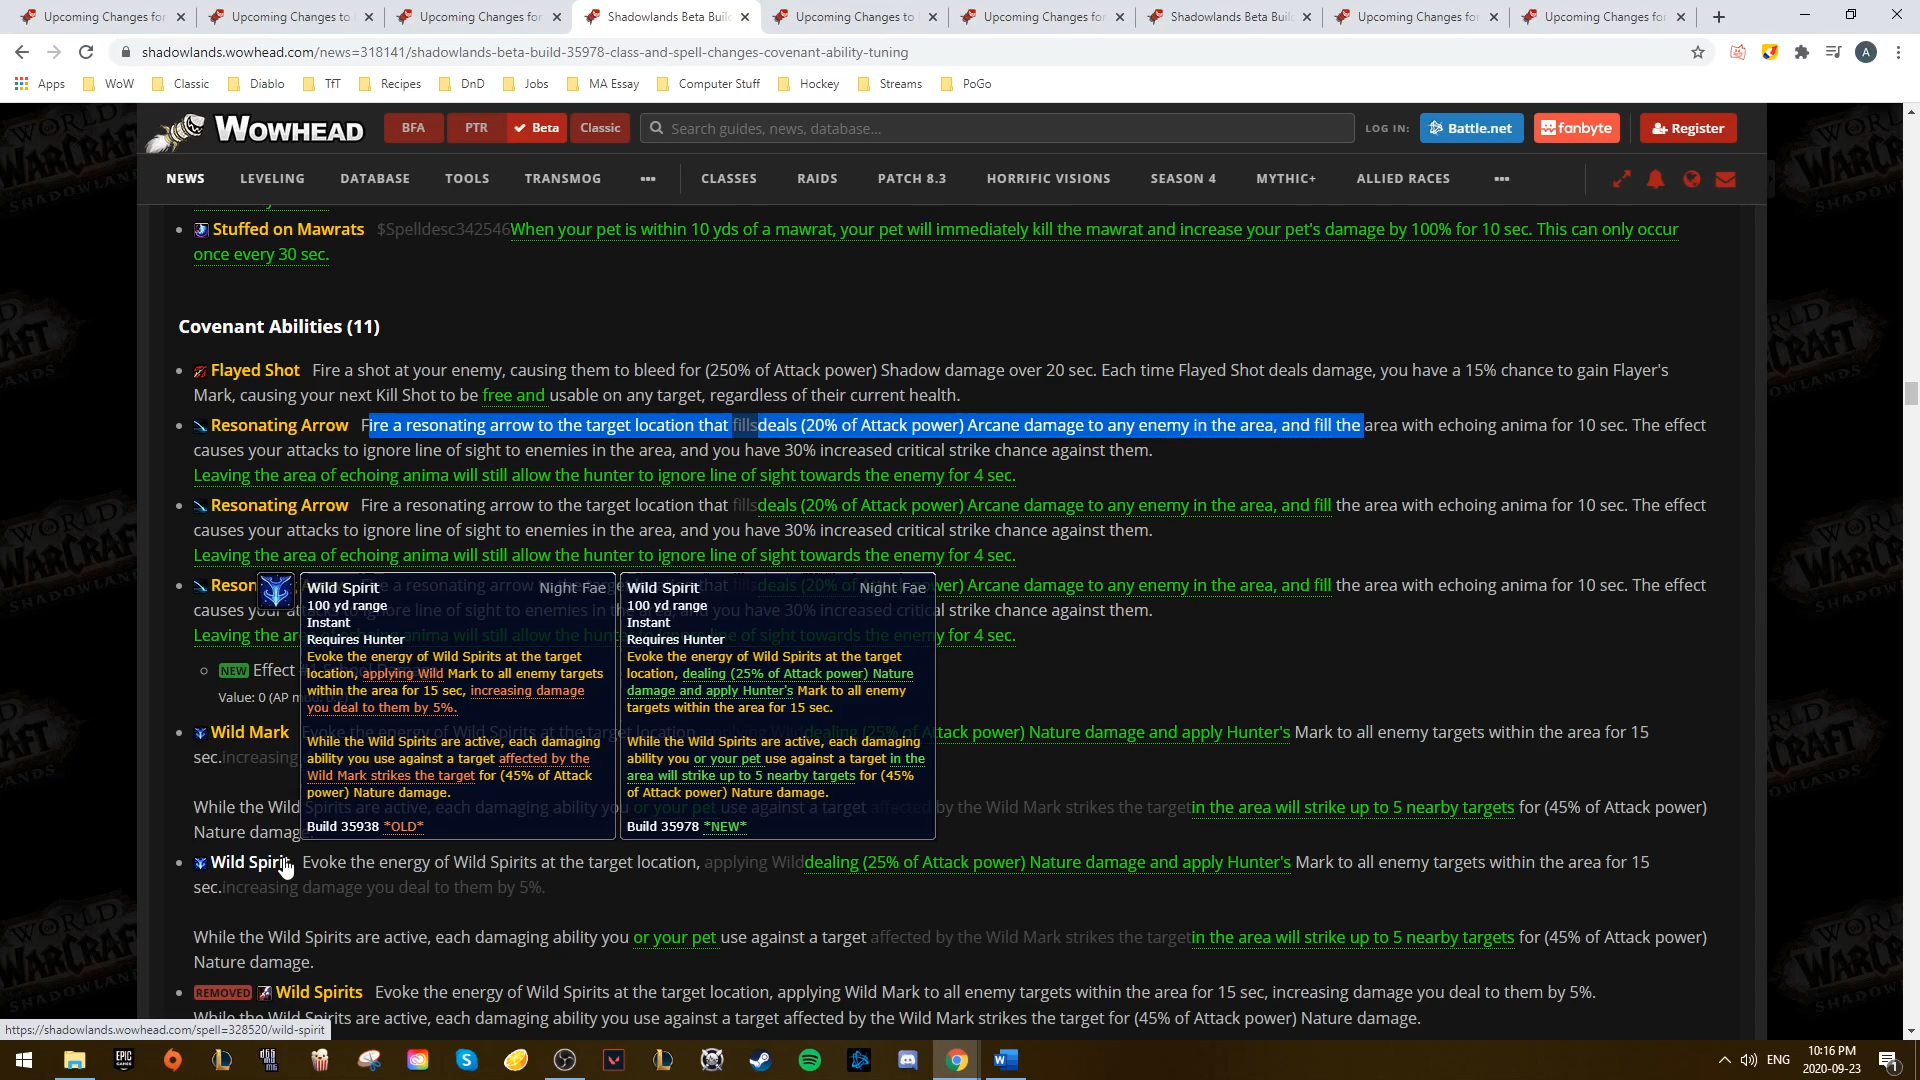 Upcoming Changes for
Upcoming Changes to
Upcoming Changes for
Shadowlands Beta Buil
Upcoming Changes to
Upcoming Changes for
Shadowlands Beta Buil
Upcoming Changes for
Upcoming Changes for
shadowlands.wowhead.com/news=318141/shadowlands-beta-build-35978-class-and-spell-changes-covenant-ability-tuning
A
Apps WoW Classic Diablo TfT Recipes DnD Jobs MA Essay Computer Stuff Hockey Streams PoGo
WOWHEAD BFA PTR Beta Classic Search guides, news, database... LOG IN: Battle.net fanbyte Register
NEWS LEVELING DATABASE TOOLS TRANSMOG ••• CLASSES RAIDS PATCH 8.3 HORRIFIC VISIONS SEASON 4 MYTHIC+ ALLIED RACES •••
Stuffed on Mawrats $Spelldesc342546When your pet is within 10 yds of a mawrat, your pet will immediately kill the mawrat and increase your pet's damage by 100% for 10 sec. This can only occur
once every 30 sec.
Covenant Abilities (11)
Flayed Shot Fire a shot at your enemy, causing them to bleed for (250% of Attack power) Shadow damage over 20 sec. Each time Flayed Shot deals damage, you have a 15% chance to gain Flayer's
Mark, causing your next Kill Shot to be free and usable on any target, regardless of their current health.
Resonating Arrow Fire a resonating arrow to the target location that fillsdeals (20% of Attack power) Arcane damage to any enemy in the area, and fill the area with echoing anima for 10 sec. The effect
causes your attacks to ignore line of sight to enemies in the area, and you have 30% increased critical strike chance against them.
Leaving the area of echoing anima will still allow the hunter to ignore line of sight towards the enemy for 4 sec.
Resonating Arrow Fire a resonating arrow to the target location that fillsdeals (20% of Attack power) Arcane damage to any enemy in the area, and fill the area with echoing anima for 10 sec. The effect
causes your attacks to ignore line of sight to enemies in the area, and you have 30% increased critical strike chance against them.
Leaving the area of echoing anima will still allow the hunter to ignore line of sight towards the enemy for 4 sec.
Reson wer) Arcane damage to any enemy in the area, and fill the area with echoing anima for 10 sec. The effect
causes cal strike chance against them.
Leaving the y for 4 sec.
NEW Effect
Value: 0 (AP
Wild Spirit Night Fae
100 yd range
Instant
Requires Hunter
Evoke the energy of Wild Spirits at the target
location, applying Wild Mark to all enemy targets
within the area for 15 sec, increasing damage
you deal to them by 5%.
While the Wild Spirits are active, each damaging
ability you use against a target affected by the
Wild Mark strikes the target for (45% of Attack
power) Nature damage.
Build 35938 *OLD*
Wild Spirit Night Fae
100 yd range
Instant
Requires Hunter
Evoke the energy of Wild Spirits at the target
location, dealing (25% of Attack power) Nature
damage and apply Hunter's Mark to all enemy
targets within the area for 15 sec.
While the Wild Spirits are active, each damaging
ability you or your pet use against a target in the
area will strike up to 5 nearby targets for (45%
of Attack power) Nature damage.
Build 35978 *NEW*
Wild Mark ttack power) Nature damage and apply Hunter's Mark to all enemy targets within the area for 15
sec.increasing
While the Wild Spirits are active, each damaging ability you or your pet use against a target affected by the Wild Mark strikes the targetin the area will strike up to 5 nearby targets for (45% of Attack power)
Nature damage
Wild Spirit Evoke the energy of Wild Spirits at the target location, applying Wilddealing (25% of Attack power) Nature damage and apply Hunter's Mark to all enemy targets within the area for 15
sec.increasing damage you deal to them by 5%.
While the Wild Spirits are active, each damaging ability you or your pet use against a target affected by the Wild Mark strikes the targetin the area will strike up to 5 nearby targets for (45% of Attack power)
Nature damage.
REMOVED Wild Spirits Evoke the energy of Wild Spirits at the target location, applying Wild Mark to all enemy targets within the area for 15 sec, increasing damage you deal to them by 5%.
While the Wild Spirits are active, each damaging ability you use against a target affected by the Wild Mark strikes the target for (45% of Attack power) Nature damage.
https://shadowlands.wowhead.com/spell=328520/wild-spirit
ENG 10:16 PM
2020-09-23